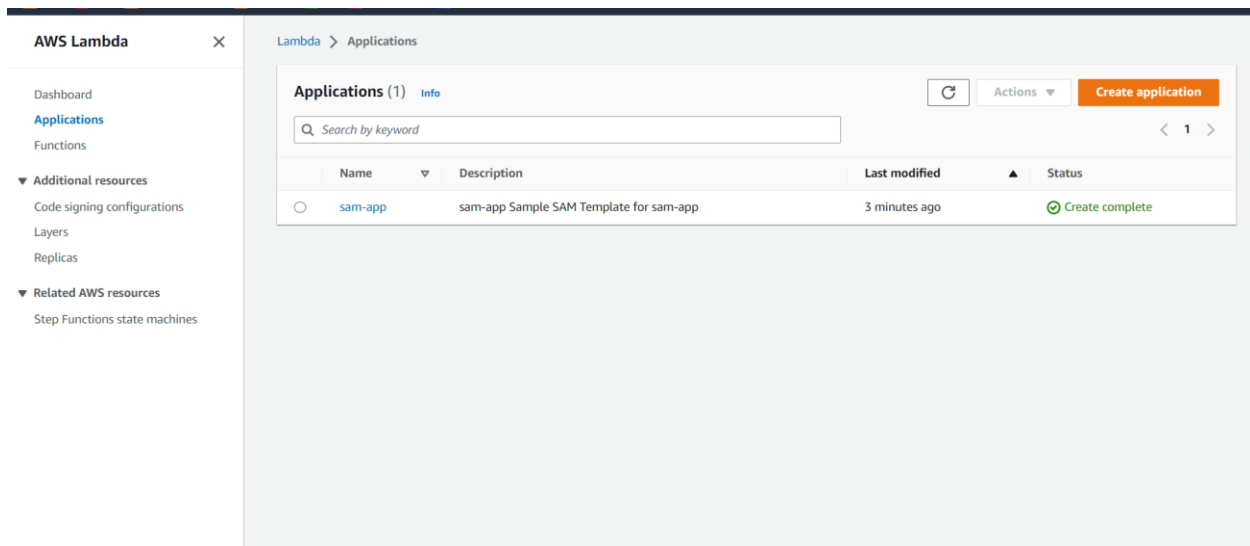 AWS Lambda
Dashboard
Applications
Functions
Additional resources
Code signing configurations
Layers
Replicas
Related AWS resources
Step Functions state machines
Lambda > Applications
Applications (1) Info
Actions
Create application
Search by keyword
1
Name Description Last modified Status
sam-app sam-app Sample SAM Template for sam-app 3 minutes ago Create complete